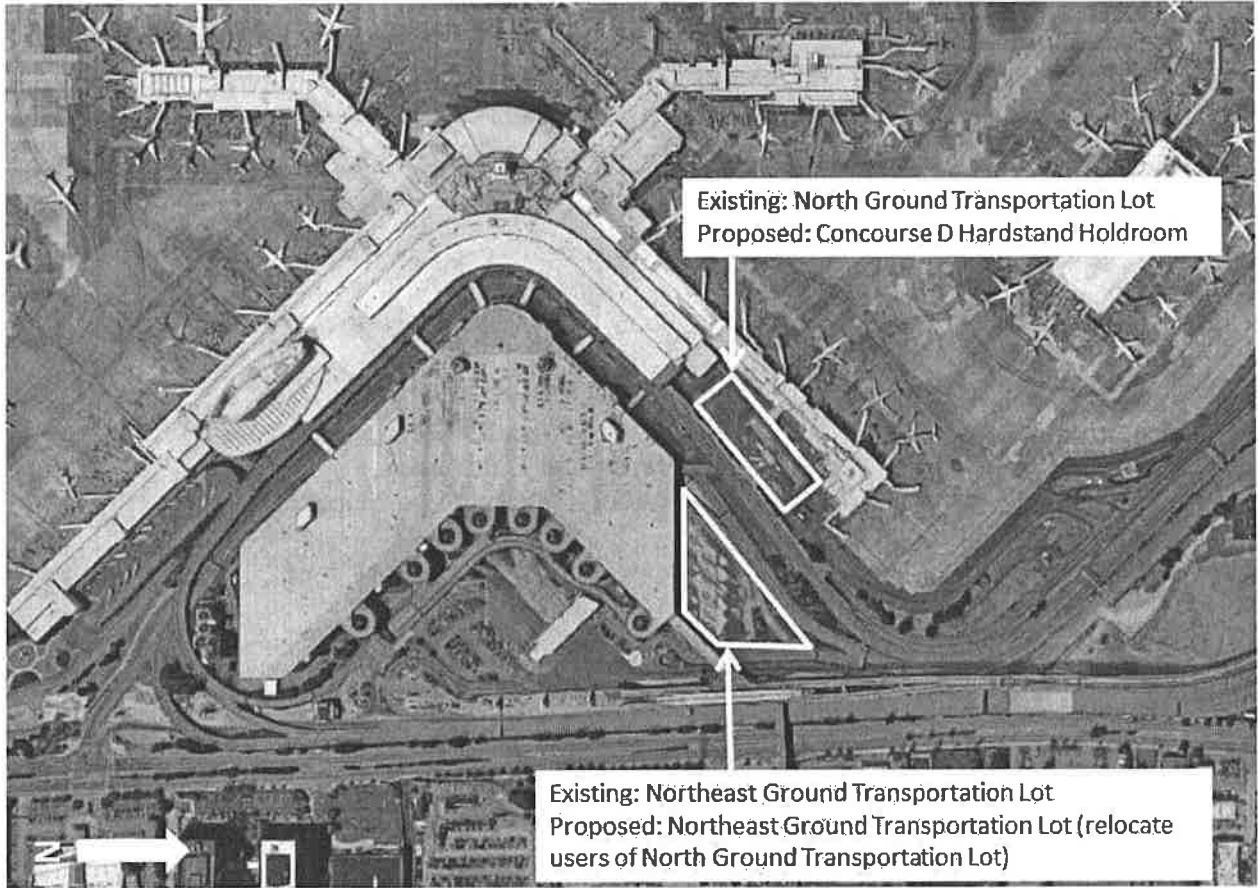 Existing: North Ground Transportation Lot
Proposed: Concourse D Hardstand Holdroom
Existing: Northeast Ground Transportation Lot
Proposed: Northeast Ground Transportation Lot (relocate
users of North Ground Transportation Lot)
N